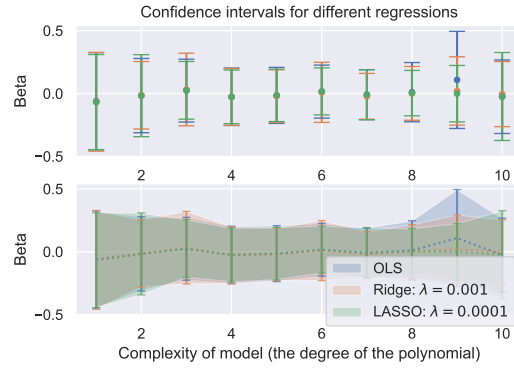 Confidence intervals for different regressions
0.5
0.0
−0.5
Beta
2 4 6 8 10
0.5
0.0
−0.5
Beta
OLS
Ridge: λ = 0.001
LASSO: λ = 0.0001
2 4 6 8 10
Complexity of model (the degree of the polynomial)